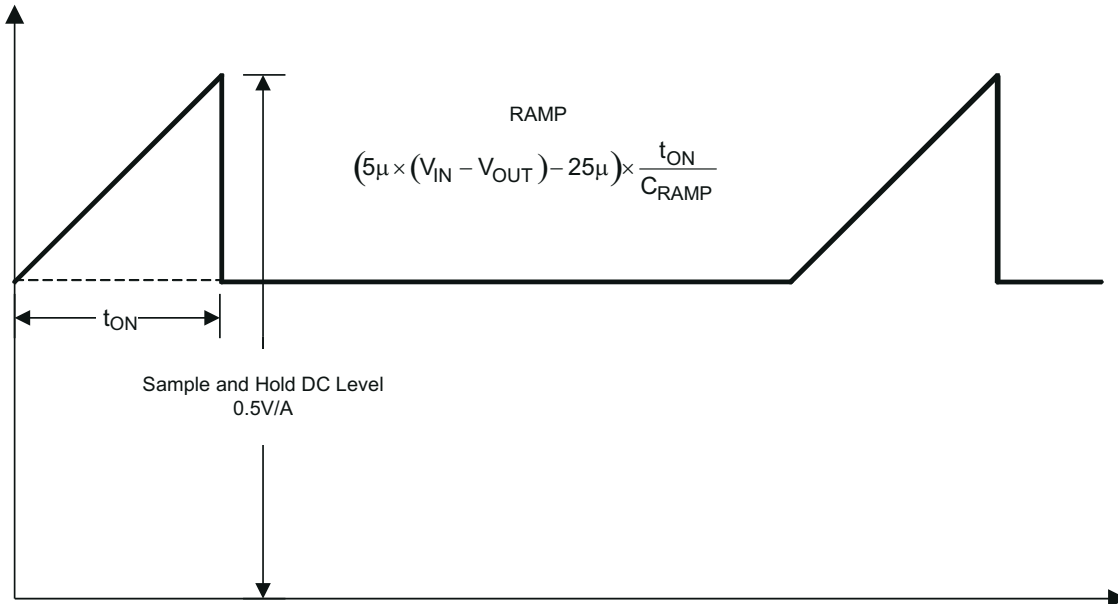 RAMP
(5μ × (V_IN − V_OUT) − 25μ) × t_ON / C_RAMP
t_ON
Sample and Hold DC Level
0.5V/A